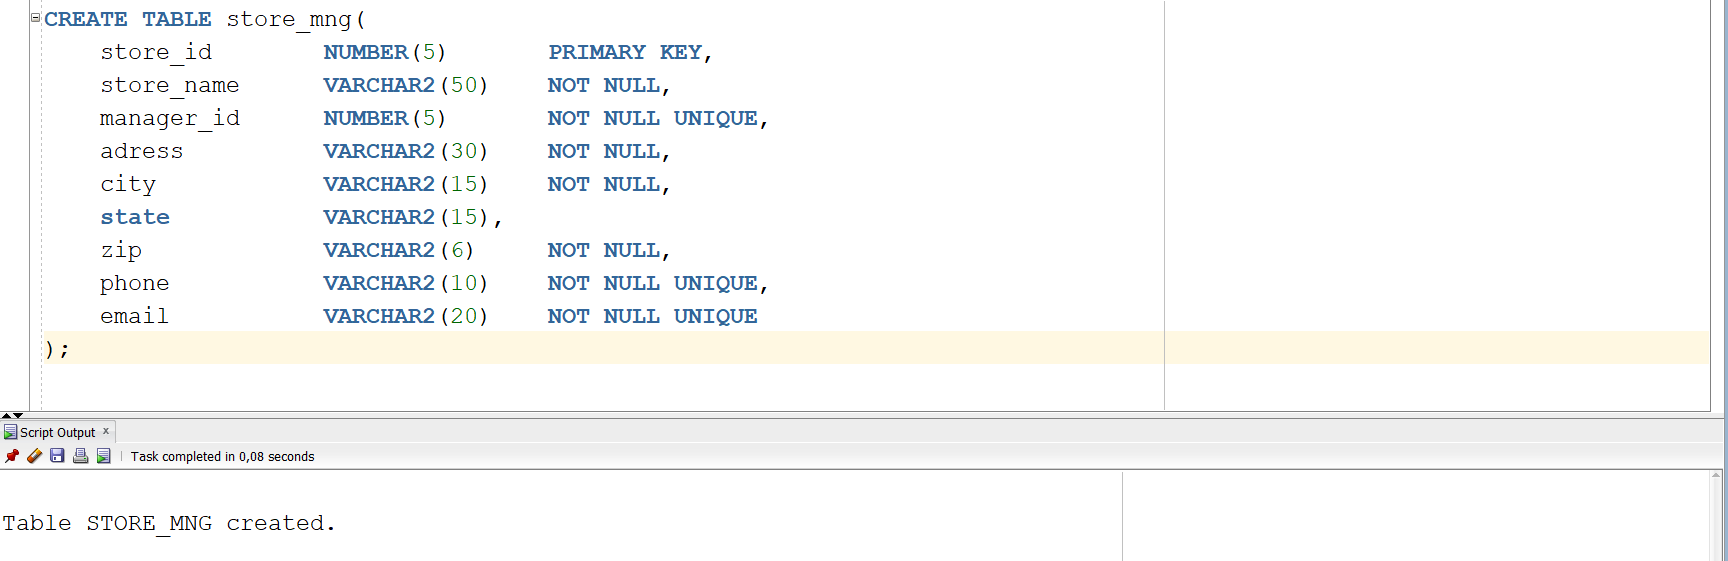 CREATE TABLE store_mng(
store_id NUMBER(5) PRIMARY KEY,
store_name VARCHAR2(50) NOT NULL,
manager_id NUMBER(5) NOT NULL UNIQUE,
adress VARCHAR2(30) NOT NULL,
city VARCHAR2(15) NOT NULL,
state VARCHAR2(15),
zip VARCHAR2(6) NOT NULL,
phone VARCHAR2(10) NOT NULL UNIQUE,
email VARCHAR2(20) NOT NULL UNIQUE
);
Script Output x
Task completed in 0,08 seconds
Table STORE_MNG created.